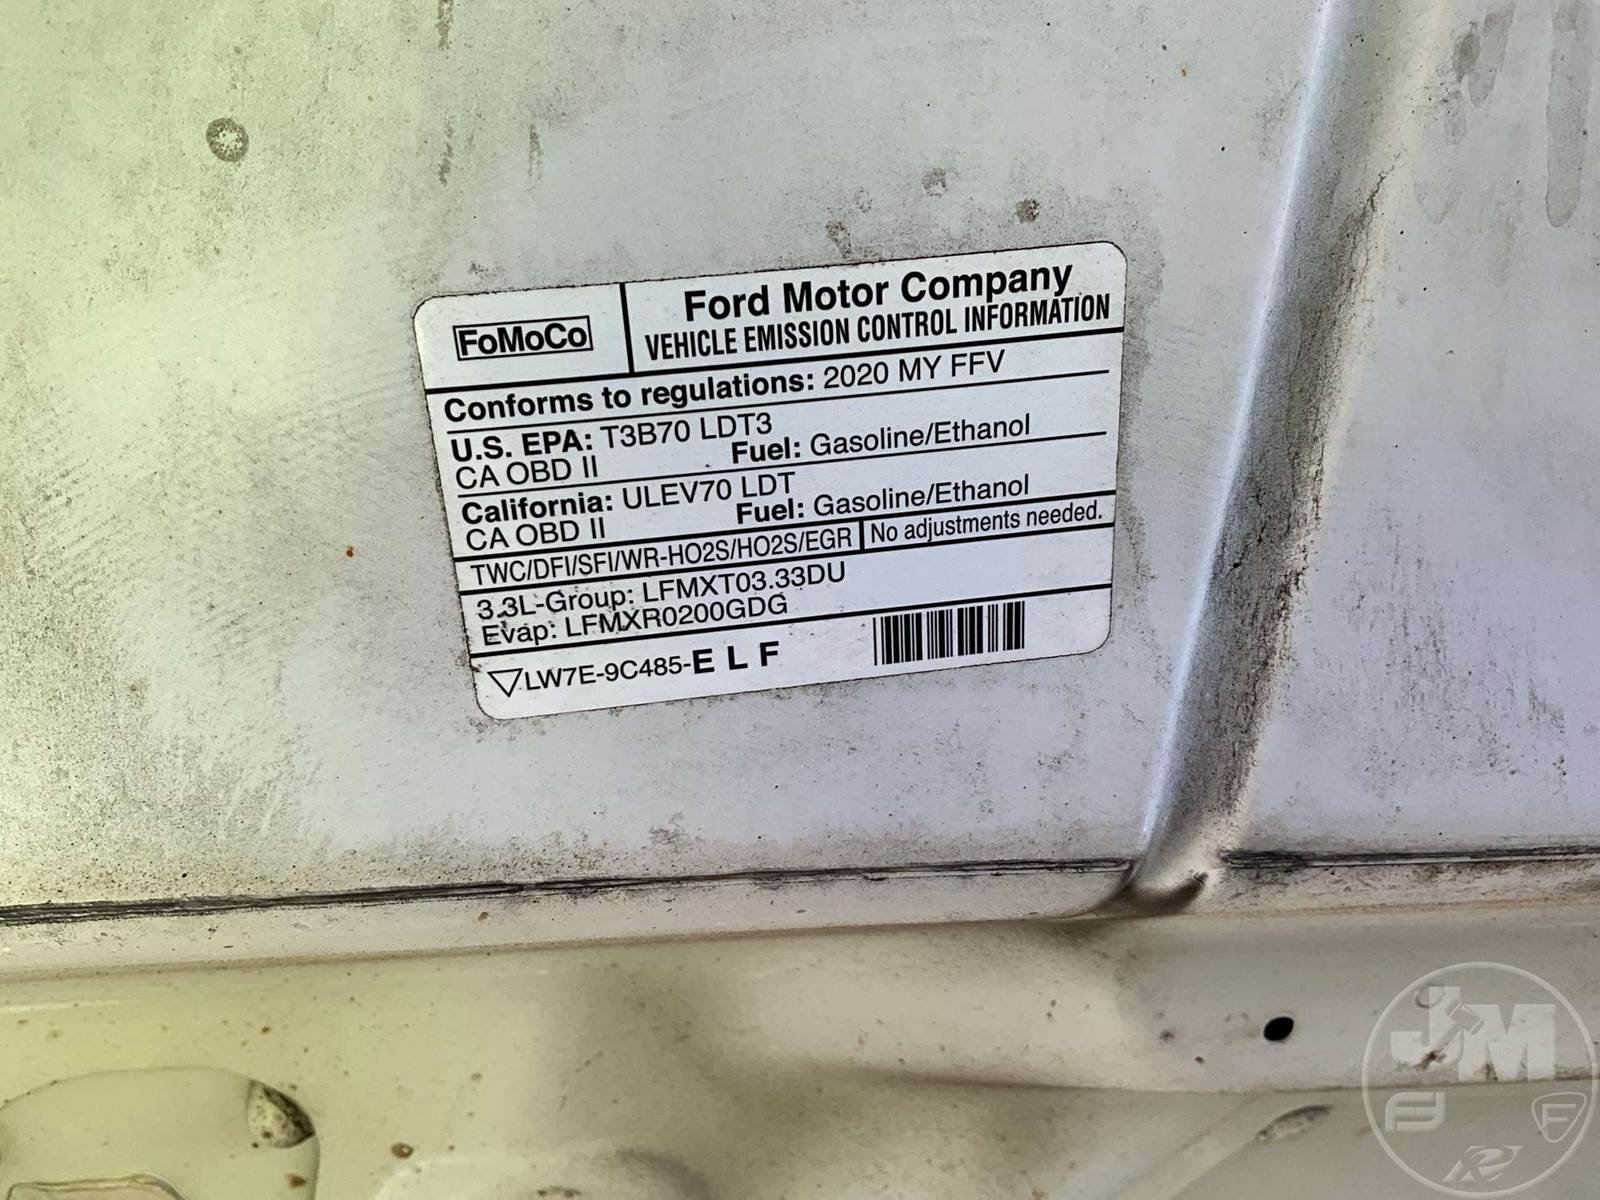 FoMoCo
Ford Motor Company
VEHICLE EMISSION CONTROL INFORMATION
Conforms to regulations: 2020 MY FFV
U.S. EPA: T3B70 LDT3
CA OBD II Fuel: Gasoline/Ethanol
California: ULEV70 LDT
CA OBD II Fuel: Gasoline/Ethanol
TWC/DFI/SFI/WR-HO2S/HO2S/EGR No adjustments needed.
3.3L-Group: LFMXT03.33DU
Evap: LFMXR0200GDG
LW7E-9C485-E L F
JM